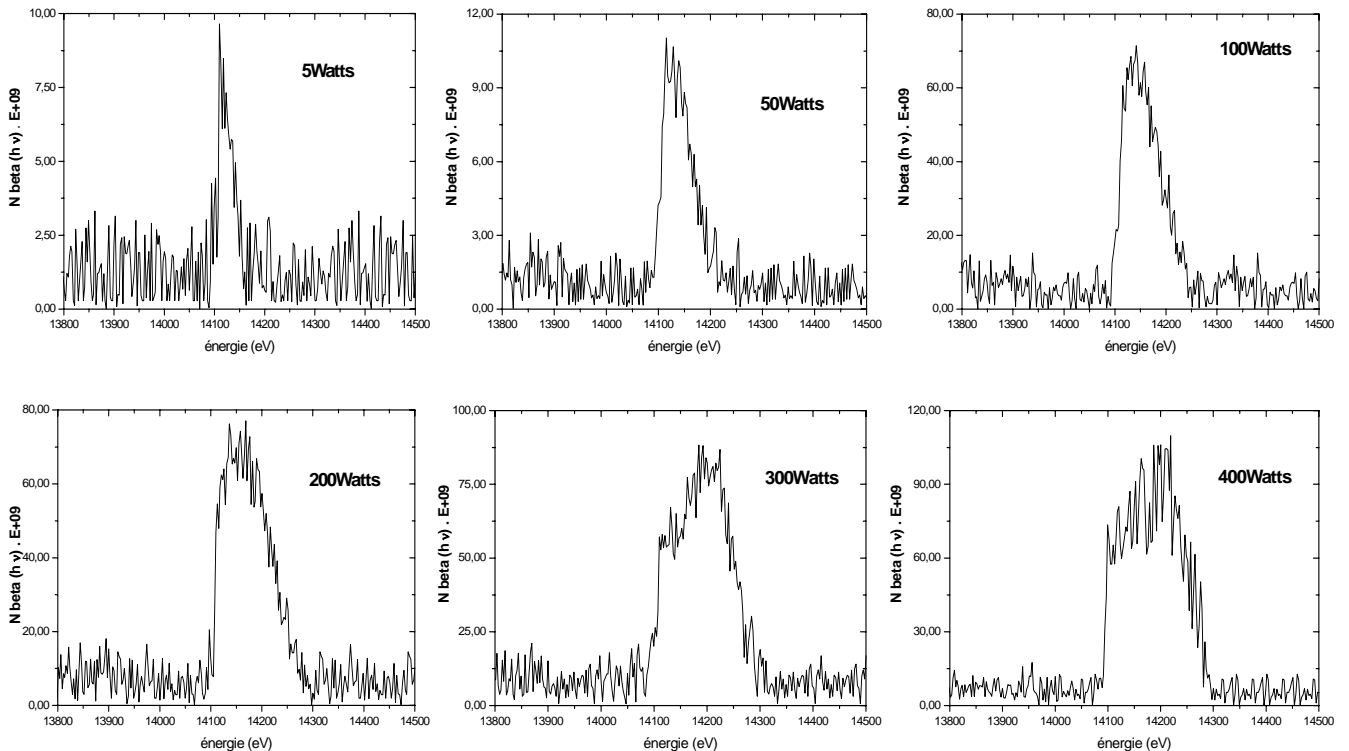 10,00
7,50
5,00
2,50
0,00
13800 13900 14000 14100 14200 14300 14400 14500
N beta (h ν) . E+09
énergie (eV)
5Watts
12,00
9,00
6,00
3,00
0,00
13800 13900 14000 14100 14200 14300 14400 14500
N beta (h ν) . E+09
énergie (eV)
50Watts
80,00
60,00
40,00
20,00
0,00
13800 13900 14000 14100 14200 14300 14400 14500
N beta (h ν) . E+09
énergie (eV)
100Watts
80,00
60,00
40,00
20,00
0,00
13800 13900 14000 14100 14200 14300 14400 14500
N beta (h ν) . E+09
énergie (eV)
200Watts
100,00
75,00
50,00
25,00
0,00
13800 13900 14000 14100 14200 14300 14400 14500
N beta (h ν) . E+09
énergie (eV)
300Watts
120,00
90,00
60,00
30,00
0,00
13800 13900 14000 14100 14200 14300 14400 14500
N beta (h ν) . E+09
énergie (eV)
400Watts